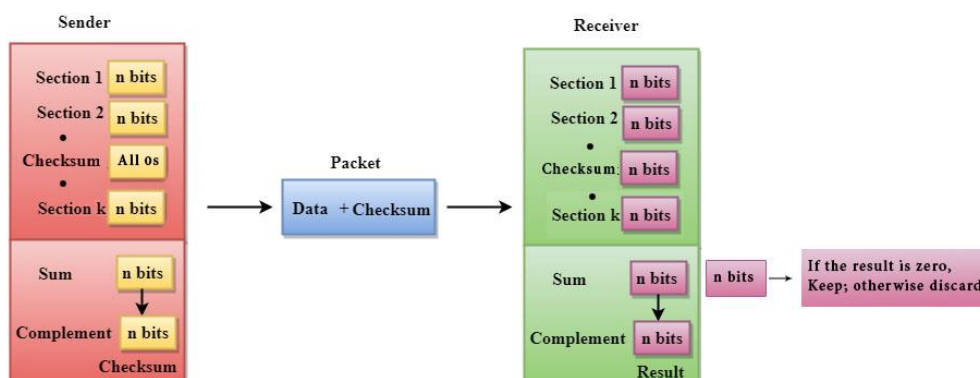 Sender
Section 1 n bits
Section 2 n bits
Checksum All os
Section k n bits
Sum n bits
Complement n bits
Checksum
Packet
Data + Checksum
Receiver
Section 1 n bits
Section 2 n bits
Checksum: n bits
Section k n bits
Sum n bits
Complement n bits
Result
n bits
If the result is zero,
Keep; otherwise discard